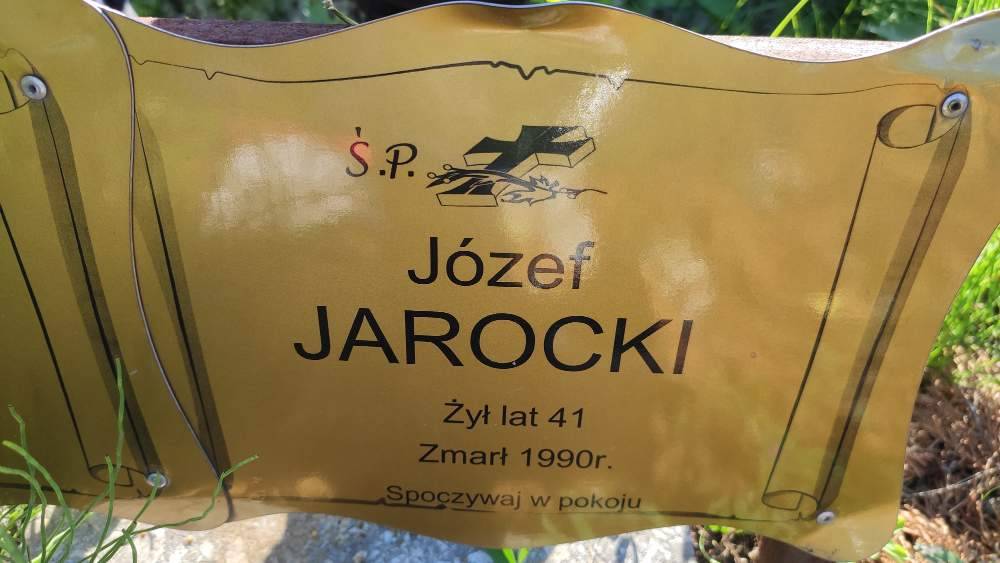 Ś.P.
Józef
JAROCKI
Żył lat 41
Zmarł 1990r.
Spoczywaj w pokoju